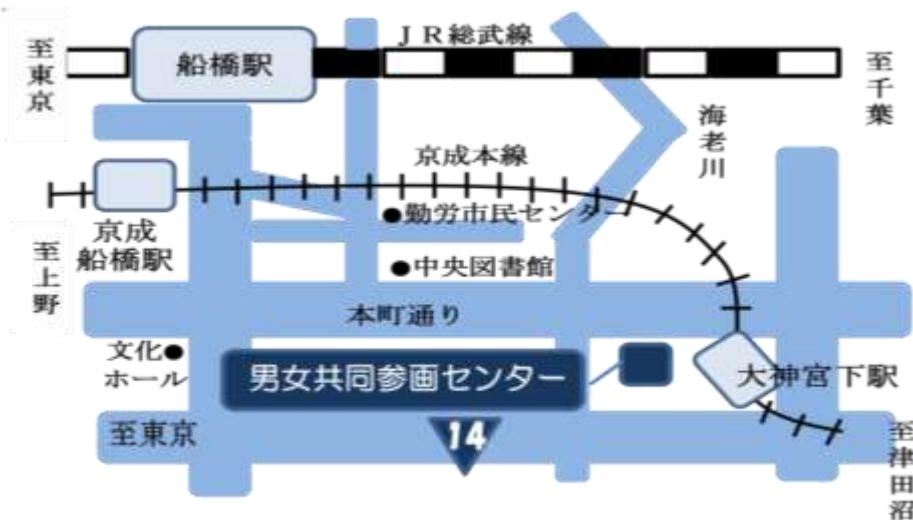 至東京
船橋駅
ＪＲ総武線
至千葉
海老川
京成本線
●勤労市民センター
京成
船橋駅
至上野
●中央図書館
本町通り
文化●
ホール
男女共同参画センター
大神宮下駅
至東京
14
至津田沼